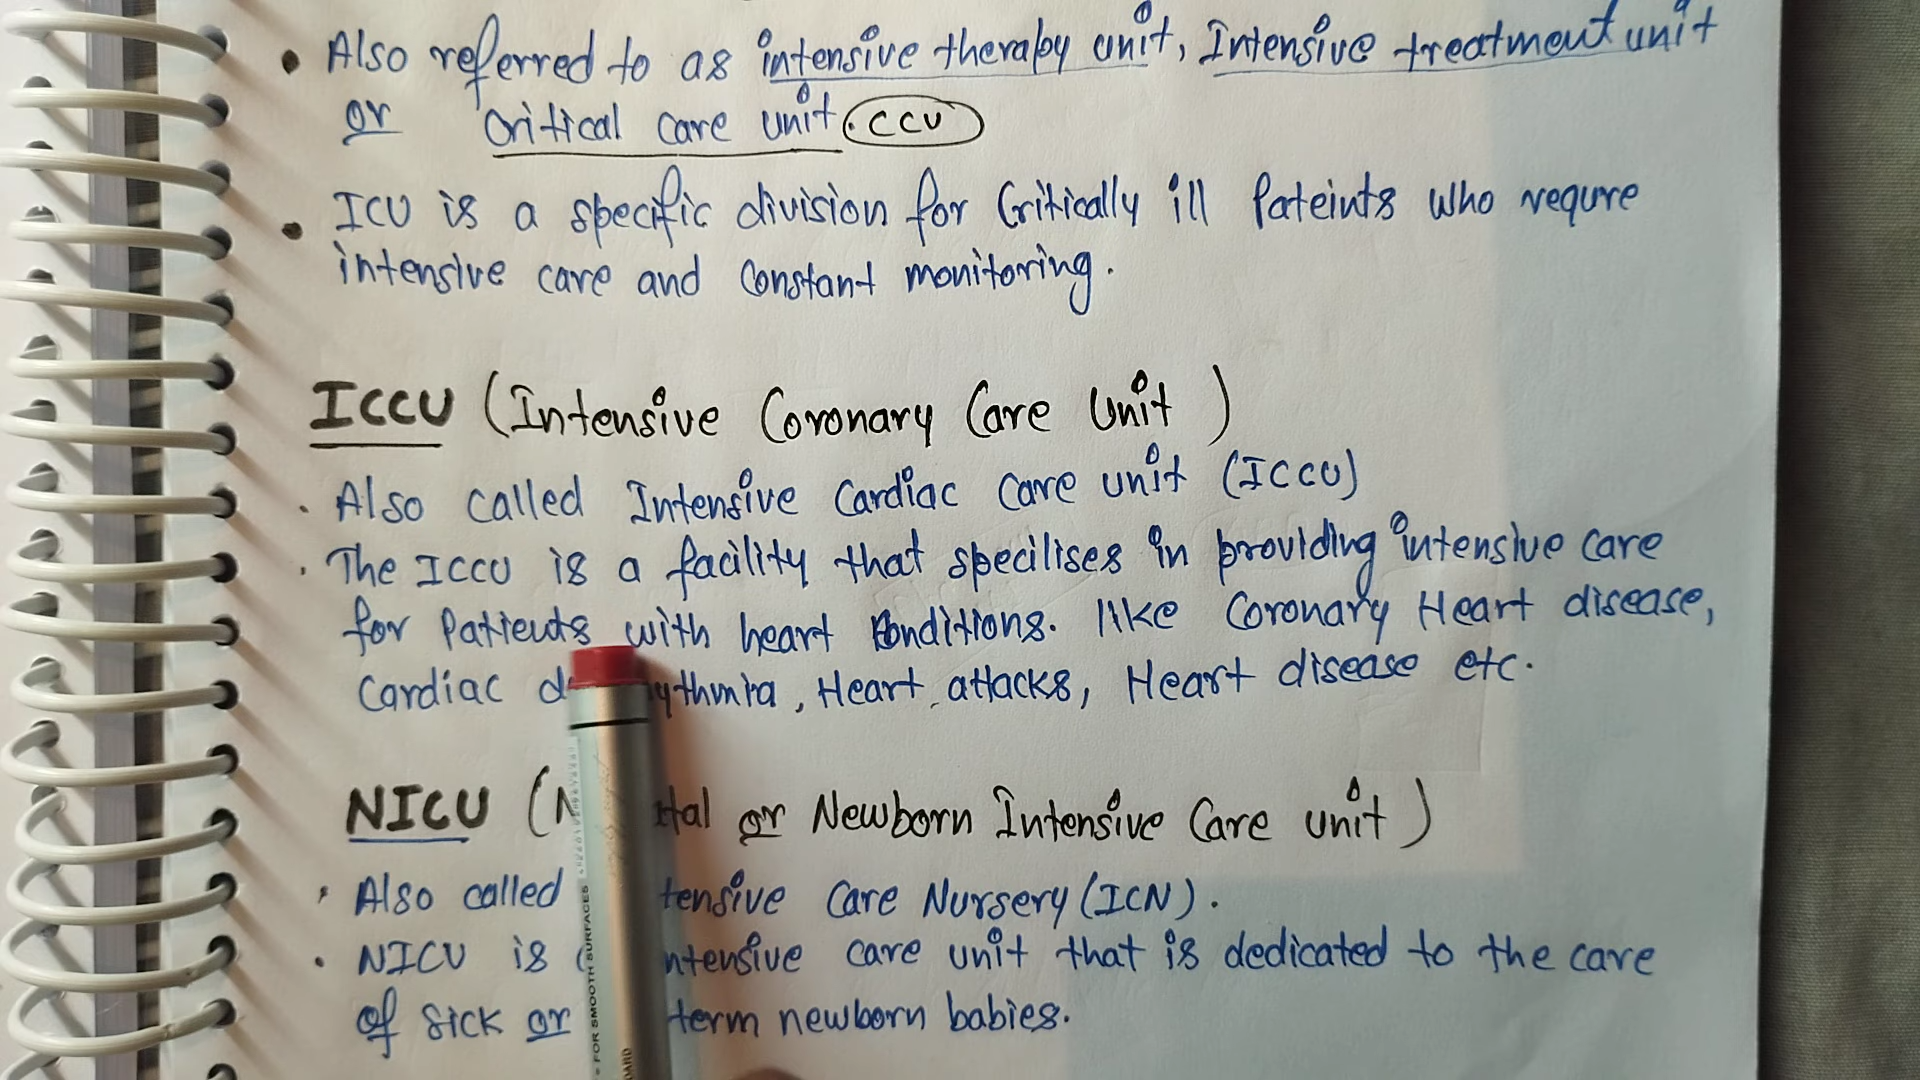 • Also referred to as intensive therapy unit, Intensive treatment unit
or critical care unit. CCU
• ICU is a specific division for Critically ill Pateints who requre
intensive care and constant monitoring.
ICCU (Intensive Coronary Care Unit)
• Also called Intensive Cardiac Care unit (ICCU)
• The ICCU is a facility that specilises in providing intensive care
for Patients with heart Conditions. like Coronary Heart disease,
Cardiac d ythmia, Heart attacks, Heart disease etc.
NICU (N tal or Newborn Intensive Care unit)
• Also called tensive Care Nursery (ICN).
• NICU is ntensive care unit that is dedicated to the care
of sick or term newborn babies.
FOR SMOOTH SURFACES